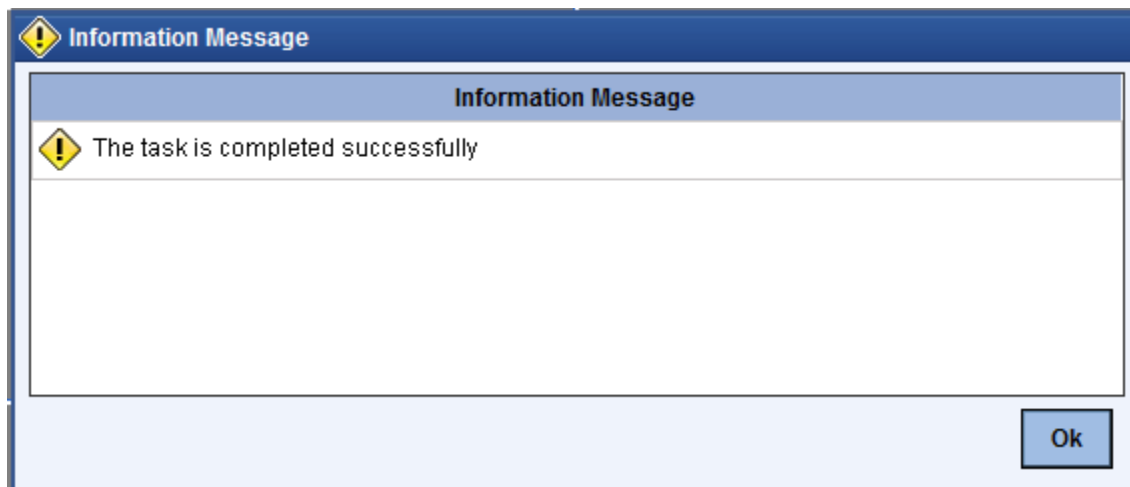 Information Message
Information Message
The task is completed successfully
Ok